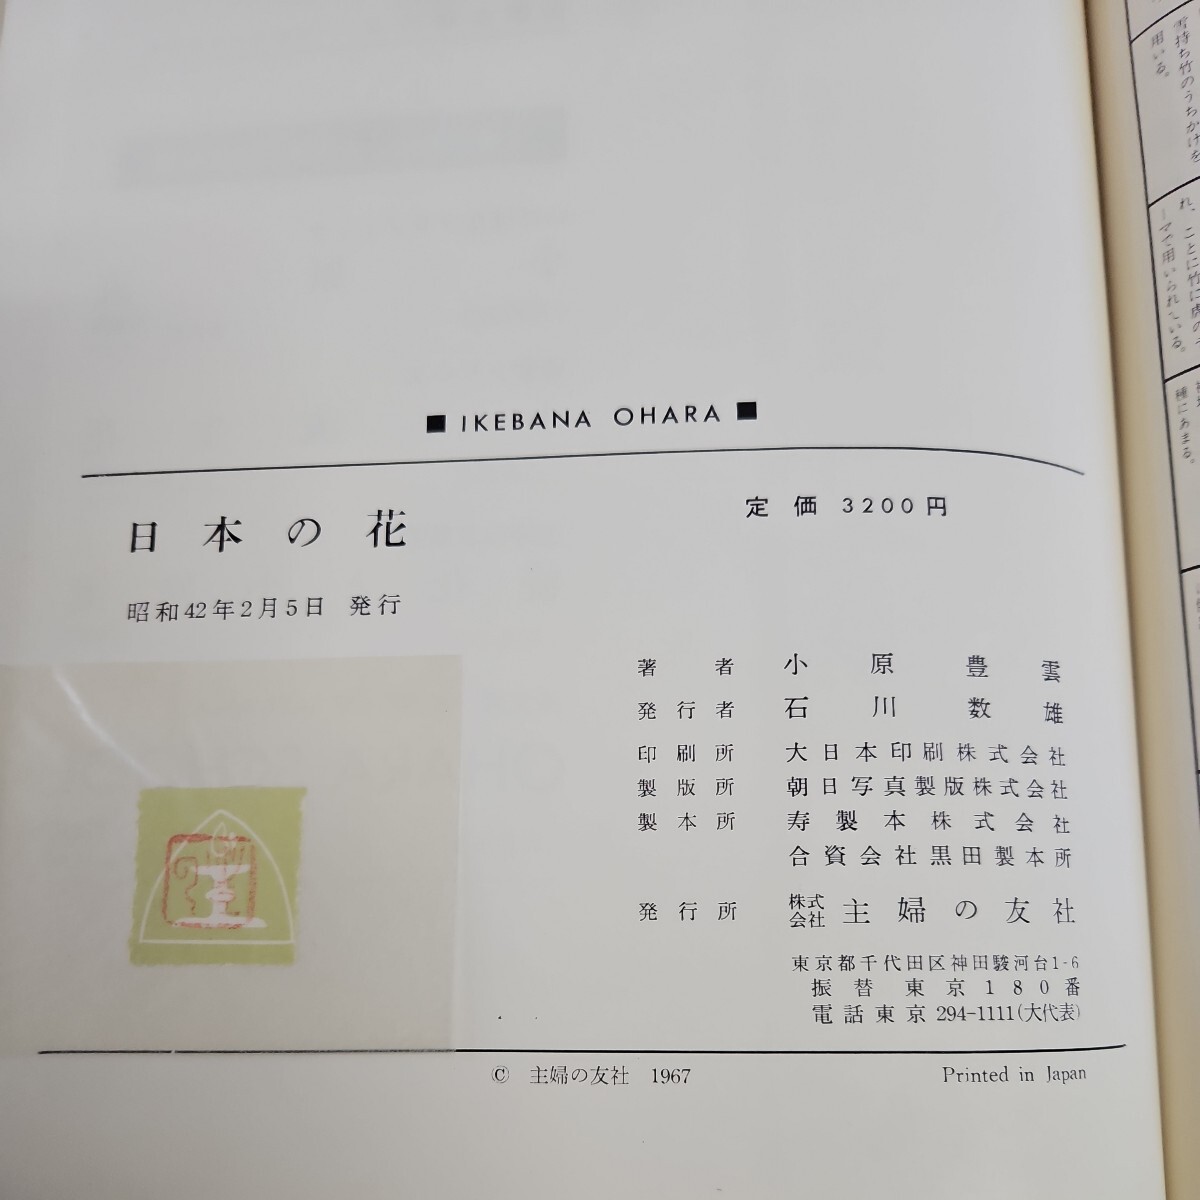 ■ IKEBANA OHARA ■
日本の花
定価 3200円
昭和42年2月5日 発行
著者 小原豊雲
発行者 石川数雄
印刷所 大日本印刷株式会社
製版所 朝日写真製版株式会社
製本所 寿製本株式会社
合資会社黒田製本所
発行所 株式会社 主婦の友社
東京都千代田区神田駿河台1-6
振替東京180番
電話東京 294-1111(大代表)
© 主婦の友社 1967
Printed in Japan
雪持ち竹のうちかけを
用いる。
れ、ことに竹に虎の
ーマで用いられている。
種にあまる。